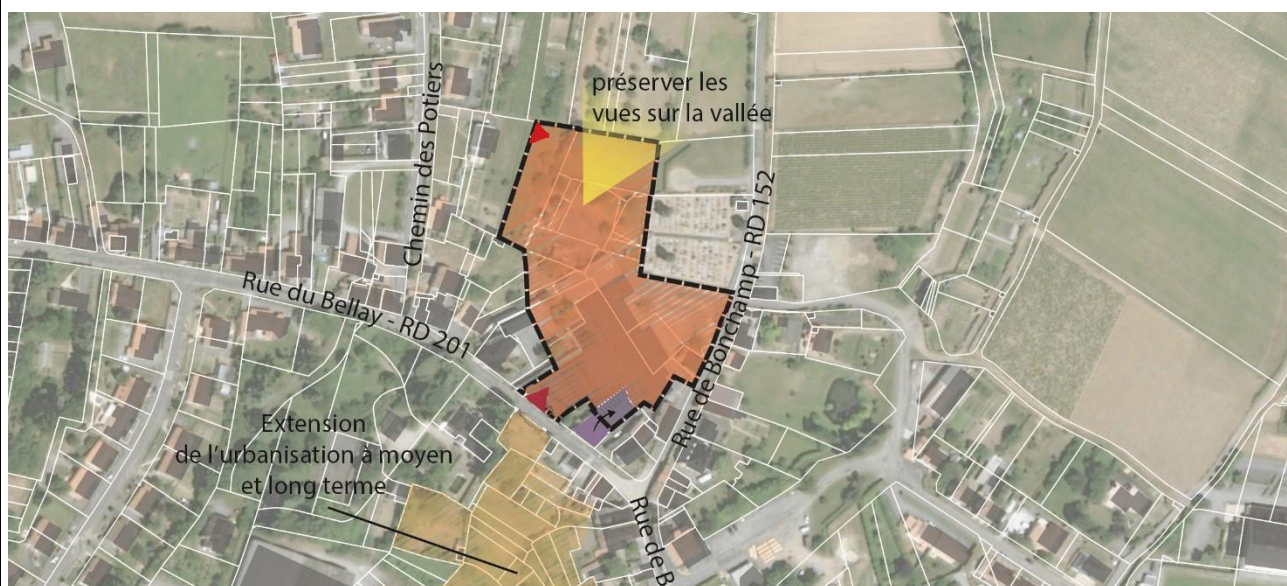 préserver les
vues sur la vallée
Chemin des Potiers
Rue du Bellay - RD 201
Rue de Bonchamp - RD 152
Extension
de l'urbanisation à moyen
et long terme
Rue de B